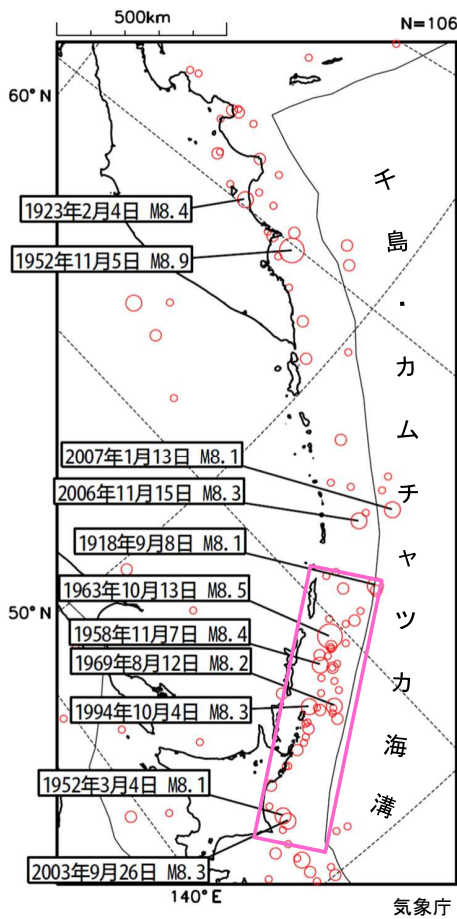 500km
N=106
60°N
1923年2月4日 M8.4
1952年11月5日 M8.9
2007年1月13日 M8.1
2006年11月15日 M8.3
1918年9月8日 M8.1
1963年10月13日 M8.5
50°N
1958年11月7日 M8.4
1969年8月12日 M8.2
1994年10月4日 M8.3
1952年3月4日 M8.1
2003年9月26日 M8.3
140°E
千島・カムチャツカ海溝
気象庁